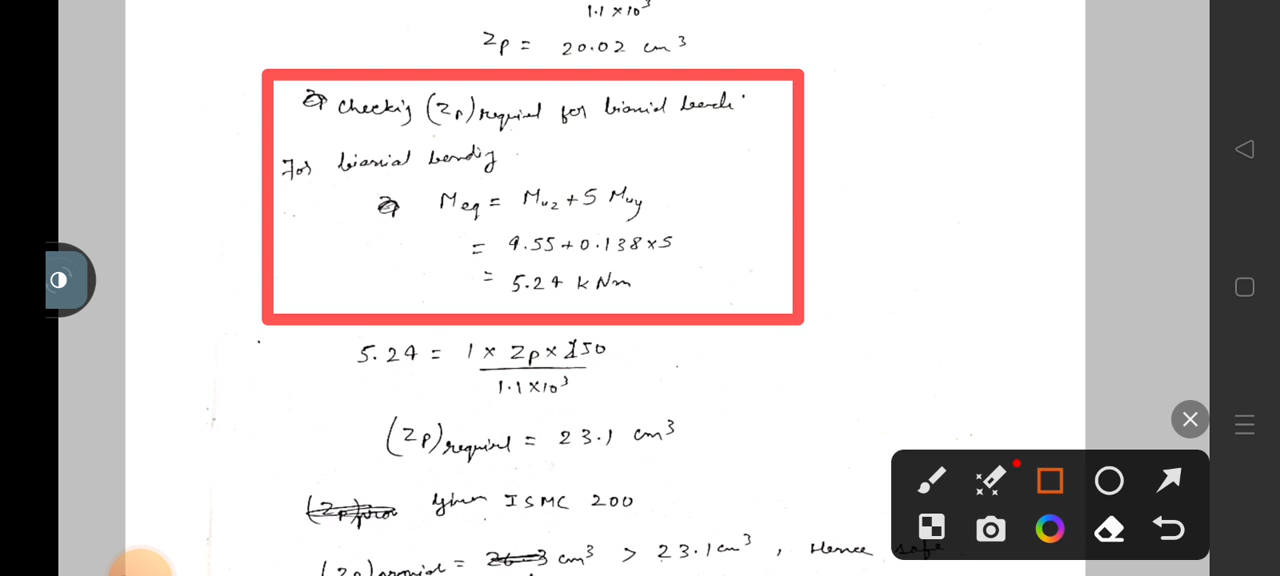 1.1 × 10³
Zp = 20.02 cm³
Checking (Zp)required for biaxial
For biaxial bending
Meq = Muz + 5 Muy
= 4.55 + 0.138 × 5
= 5.24 kNm
5.24 = 1 × Zp × 250
1.1 × 10³
(Zp)required = 23.1 cm³
Given ISMC 200
= cm³ > 23.1 cm³, Hence safe